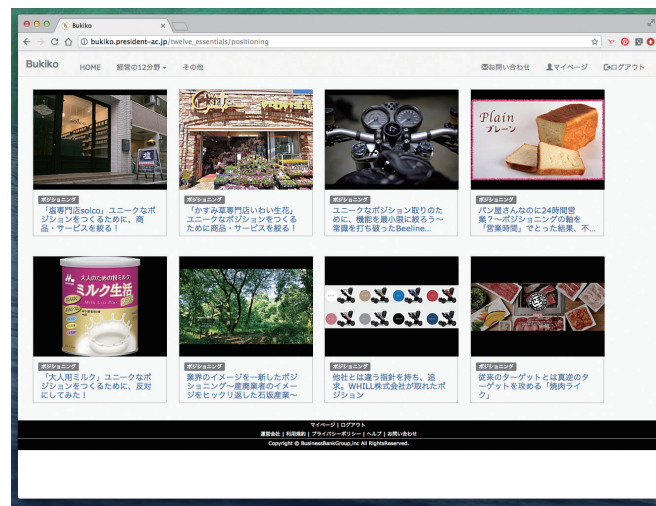 Bukiko
bukiko.president-ac.jp/twelve_essentials/positioning
Bukiko HOME 経営の12分野 その他 お問い合わせ マイページ ログアウト
塩
Plain
プレーン
ポジショニング
「塩専門店solco」ユニークなポ
ジションをつくるために、商
品・サービスを絞る！
ポジショニング
「かすみ草専門店いわい生花」
ユニークなポジションをつくる
ために商品・サービスを絞る！
ポジショニング
ユニークなポジション取りのた
めに、機能を最小限に絞ろう～
常識を打ち破ったBeeline...
ポジショニング
パン屋さんなのに24時間営
業？～ポジショニングの軸を
「営業時間」でとった結果、不...
大人のための粉ミルク
ミルク生活
ポジショニング
「大人用ミルク」ユニークなポ
ジションをつくるために、反対
にしてみた！
ポジショニング
業界のイメージを一新したポジ
ショニング～産廃業者のイメー
ジをヒックリ返した石坂産業～
ポジショニング
他社とは違う指針を持ち、追
求。WHILL株式会社が取れたポ
ジション
ポジショニング
従来のターゲットとは真逆のタ
ーゲットを攻める「焼肉ライ
ク」
マイページ | ログアウト
運営会社 | 利用規約 | プライバシーポリシー | ヘルプ | お問い合わせ
Copyright © BusinessBankGroup,inc All RightsReserved.